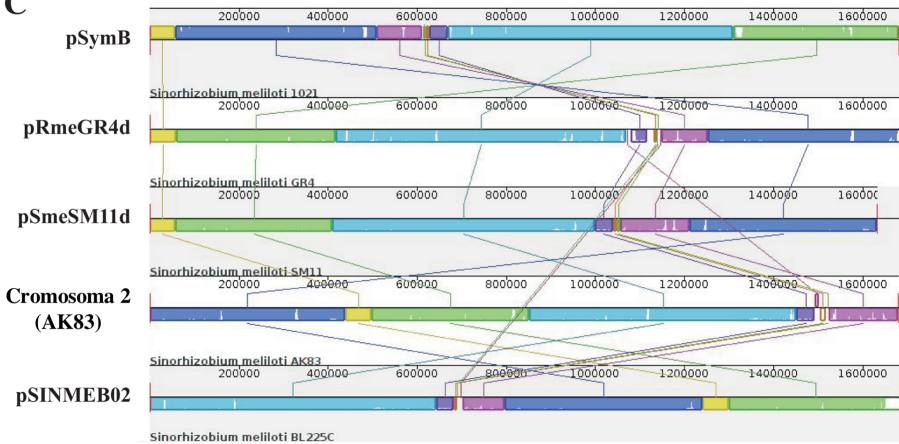 C
200000 400000 600000 800000 1000000 1200000 1400000 1600000
pSymB
Sinorhizobium meliloti 1021
200000 400000 600000 800000 1000000 1200000 1400000 1600000
pRmeGR4d
Sinorhizobium meliloti GR4
200000 400000 600000 800000 1000000 1200000 1400000 1600000
pSmeSM11d
Sinorhizobium meliloti SM11
200000 400000 600000 800000 1000000 1200000 1400000 1600000
Cromosoma 2
(AK83)
Sinorhizobium meliloti AK83
200000 400000 600000 800000 1000000 1200000 1400000 1600000
pSINMEB02
Sinorhizobium meliloti BL225C